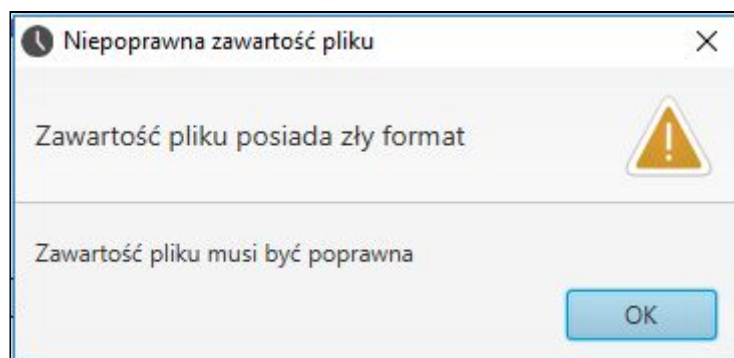 Niepoprawna zawartość pliku
Zawartość pliku posiada zły format
Zawartość pliku musi być poprawna
OK